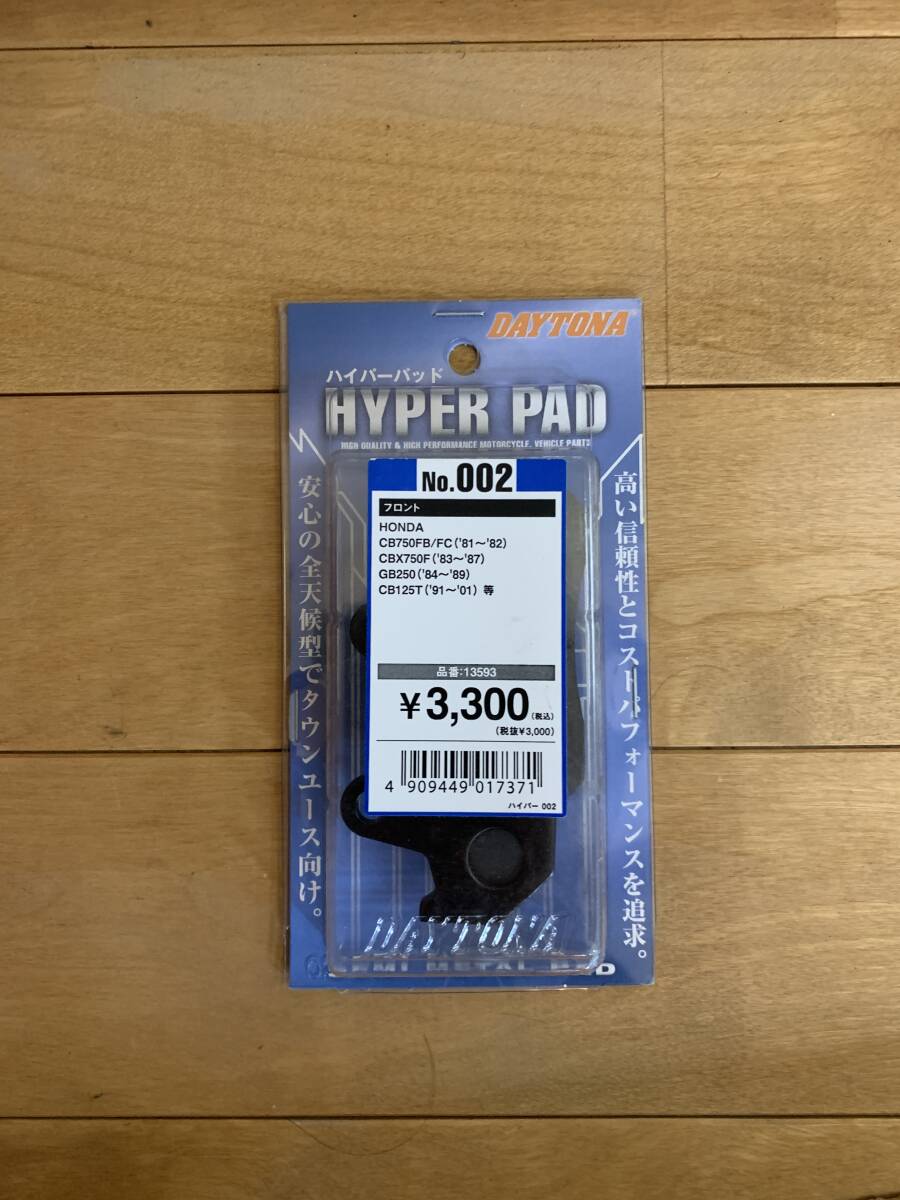 DAYTONA
ハイパーパッド
HYPER PAD
HIGH QUALITY & HIGH PERFORMANCE MOTORCYCLE, VEHICLE PARTS
No.002
フロント
HONDA
CB750FB/FC('81～'82)
CBX750F('83～'87)
GB250('84～'89)
CB125T('91～'01) 等
品番:13593
¥3,300(税込)
(税抜¥3,000)
4 909449 017371
ハイパー 002
高い信頼性とコストパフォーマンスを追求。
安心の全天候型でタウンユース向け。
DAYTONA